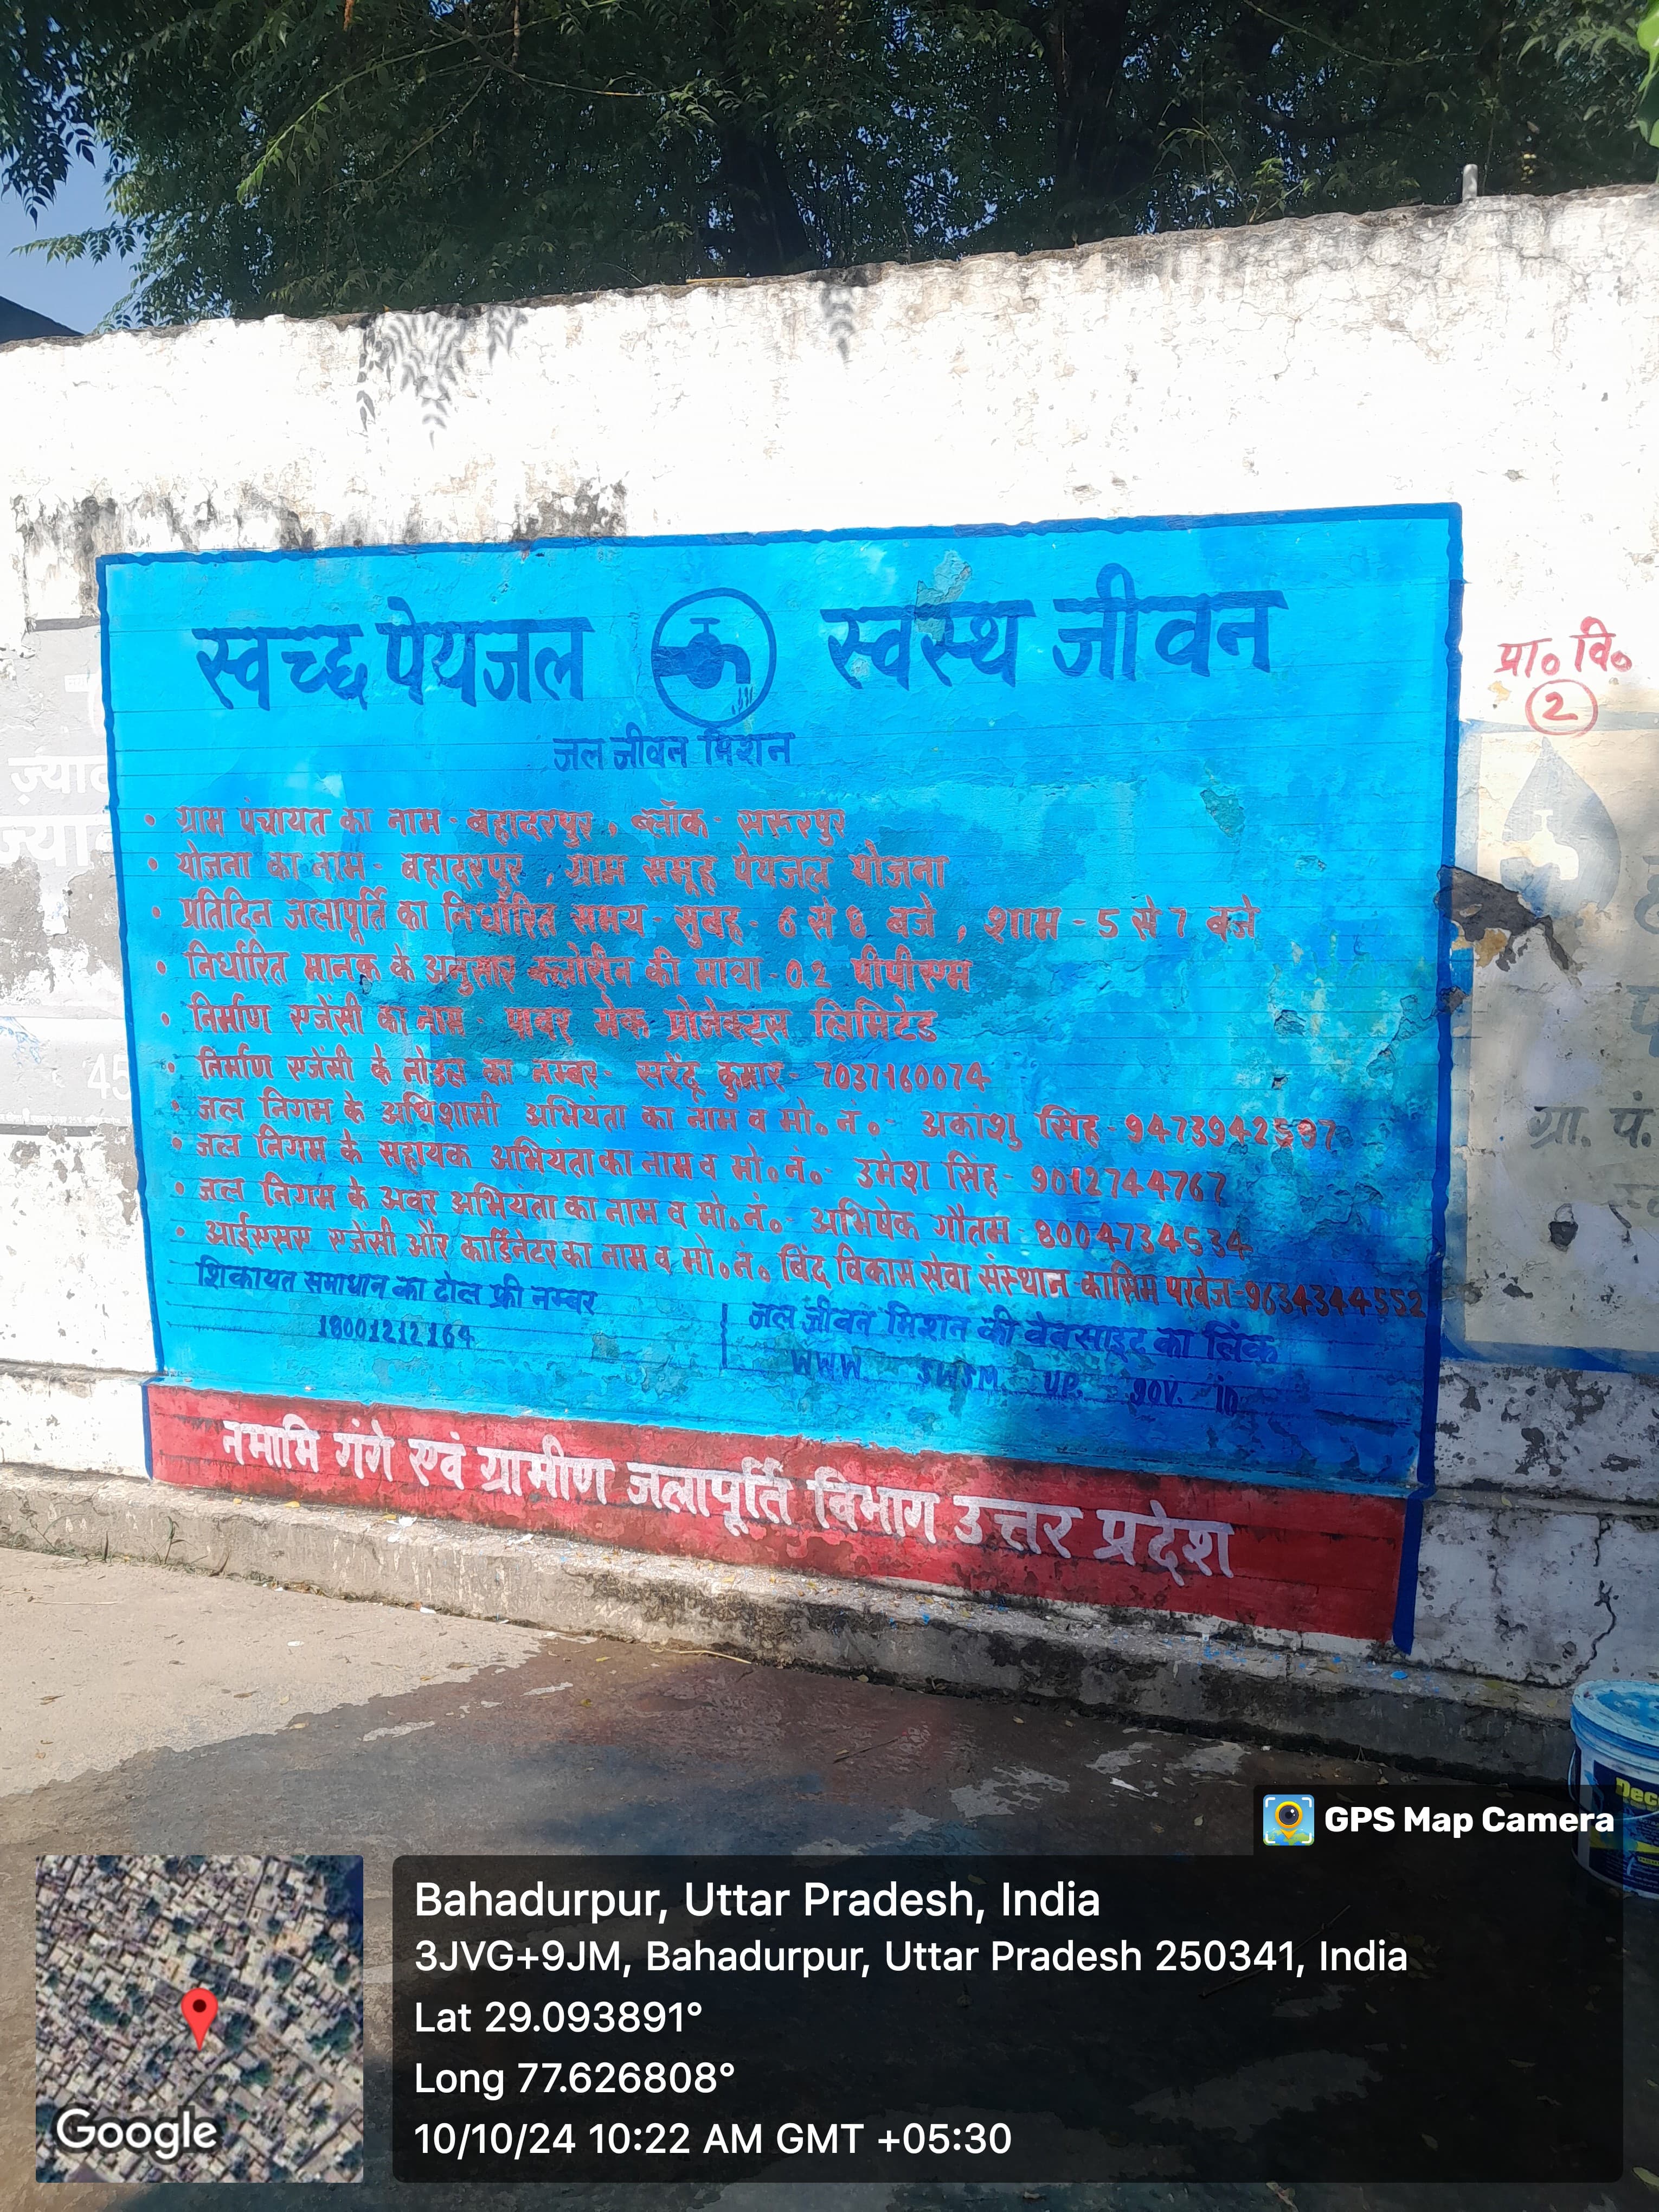 स्वच्छ पेयजल स्वस्थ जीवन
जल जीवन मिशन
• ग्राम पंचायत का नाम - बहादरपुर, ब्लॉक - सरूरपुर
• योजना का नाम - बहादरपुर, ग्राम समूह पेयजल योजना
• प्रतिदिन जलापूर्ति का निर्धारित समय - सुबह - 6 से 8 बजे, शाम - 5 से 7 बजे
• निर्धारित मानक के अनुसार क्लोरीन की मात्रा - 0.2 पीपीएम
• निर्माण एजेंसी का नाम - पावर मेक प्रोजेक्ट्स लिमिटेड
• निर्माण एजेंसी के नोडल का नम्बर - सरेंदू कुमार - 7037160074
• जल निगम के अधिशासी अभियंता का नाम व मो॰ नं॰ - अकांशु सिंह - 9473942597
• जल निगम के सहायक अभियंता का नाम व मो॰ नं॰ - उमेश सिंह - 9012744767
• जल निगम के अवर अभियंता का नाम व मो॰ नं॰ - अभिषेक गौतम - 8004734534
• आईएसए एजेंसी और कार्डिनेटर का नाम व मो॰ नं॰ बिंद विकास सेवा संस्थान - कासिम परवेज - 9634344552
शिकायत समाधान का टोल फ्री नम्बर
18001212164
जल जीवन मिशन की वेबसाइट का लिंक
WWW. SWSM. UP. gov. in
नमामि गंगे एवं ग्रामीण जलापूर्ति विभाग उत्तर प्रदेश
प्रा॰ वि॰
2
ग्रा. पं.
45
GPS Map Camera
Bahadurpur, Uttar Pradesh, India
3JVG+9JM, Bahadurpur, Uttar Pradesh 250341, India
Lat 29.093891°
Long 77.626808°
10/10/24 10:22 AM GMT +05:30
Google